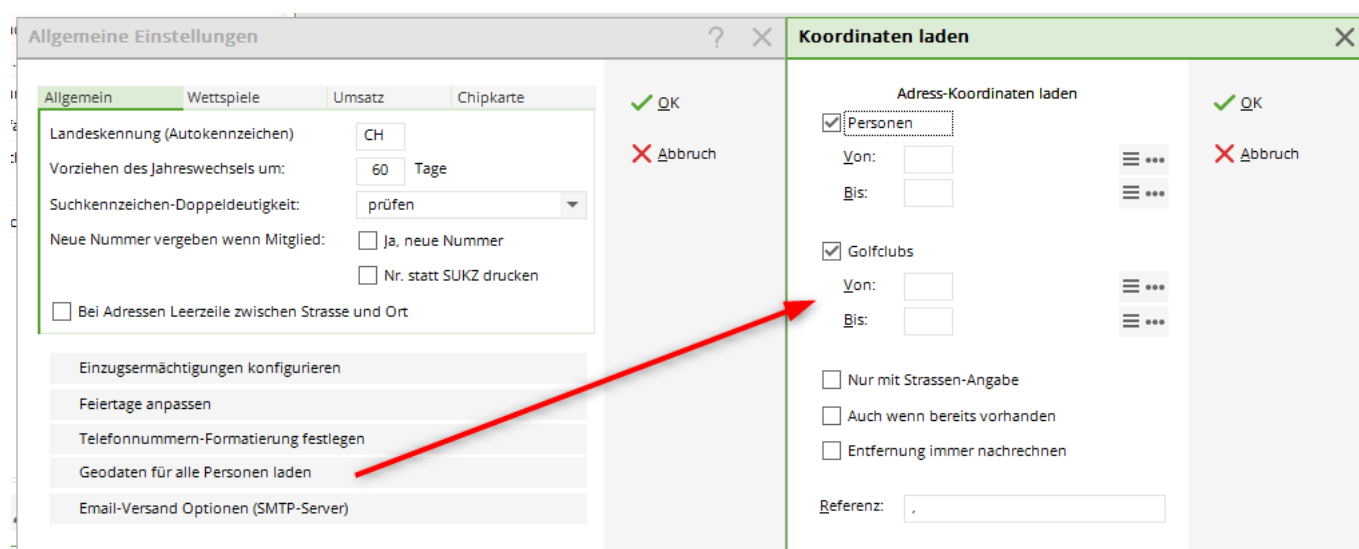 Allgemeine Einstellungen
?
Allgemein Wettspiele Umsatz Chipkarte
Landeskennung (Autokennzeichen) CH
Vorziehen des Jahreswechsels um: 60 Tage
Suchkennzeichen-Doppeldeutigkeit: prüfen
Neue Nummer vergeben wenn Mitglied: Ja, neue Nummer
Nr. statt SUKZ drucken
Bei Adressen Leerzeile zwischen Strasse und Ort
Einzugsermächtigungen konfigurieren
Feiertage anpassen
Telefonnummern-Formatierung festlegen
Geodaten für alle Personen laden
Email-Versand Optionen (SMTP-Server)
OK
Abbruch
Koordinaten laden
Adress-Koordinaten laden
Personen
Von:
Bis:
Golfclubs
Von:
Bis:
Nur mit Strassen-Angabe
Auch wenn bereits vorhanden
Entfernung immer nachrechnen
Referenz: ,
OK
Abbruch